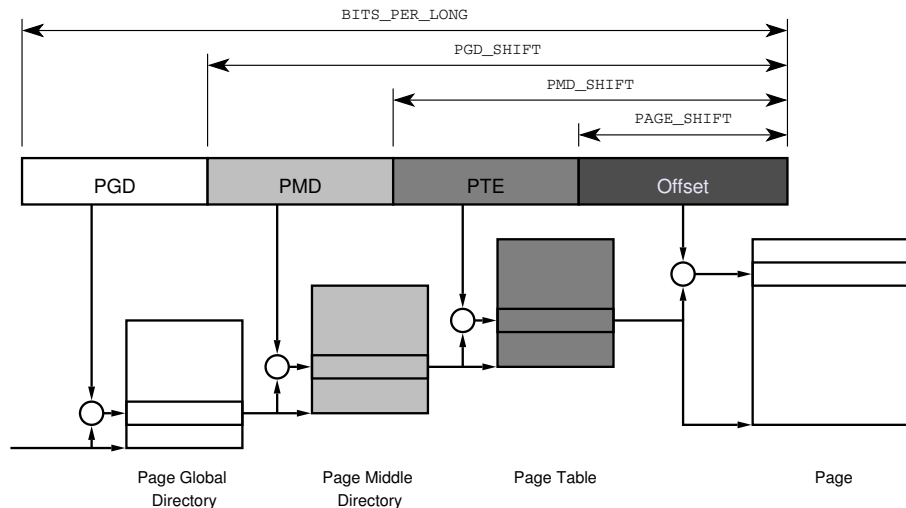 BITS_PER_LONG
PGD_SHIFT
PMD_SHIFT
PAGE_SHIFT
PGD PMD PTE Offset
Page Global Directory
Page Middle Directory
Page Table
Page